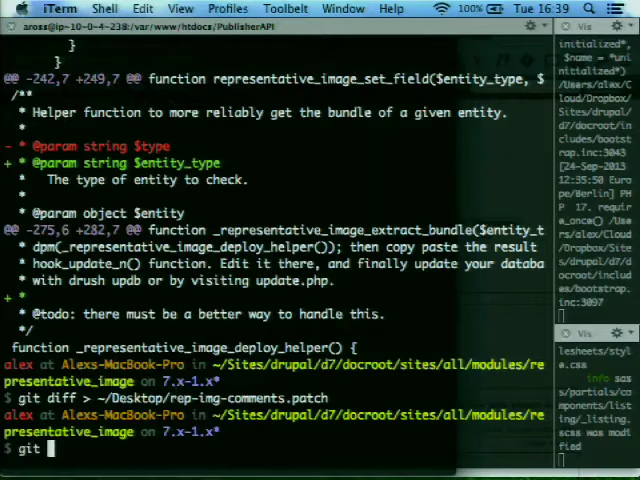 iTerm Shell Edit View Profiles Toolbelt Window Help 100% Tue 16:39
aross@ip-10-0-4-238:/var/www/htdocs/PublisherAPI
}
}
@@ -242,7 +249,7 @@ function representative_image_set_field($entity_type, $
/**
* Helper function to more reliably get the bundle of a given entity.
*
- * @param string $type
+ * @param string $entity_type
* The type of entity to check.
*
* @param object $entity
@@ -275,6 +282,7 @@ function _representative_image_extract_bundle($entity_t
* dpm(_representative_image_deploy_helper()); then copy paste the result
* hook_update_n() function. Edit it there, and finally update your databa
* with drush updb or by visiting update.php.
+ *
* @todo: there must be a better way to handle this.
*/
function _representative_image_deploy_helper() {
alex at Alexs-MacBook-Pro in ~/Sites/drupal/d7/docroot/sites/all/modules/re
presentative_image on 7.x-1.x*
$ git diff > ~/Desktop/rep-img-comments.patch
alex at Alexs-MacBook-Pro in ~/Sites/drupal/d7/docroot/sites/all/modules/re
presentative_image on 7.x-1.x*
$ git
Vis
initialized*,
$name = *uni
nitialized*)
/Users/alex/C
loud/Dropbox/
Sites/drupal/
d7/docroot/in
cludes/bootst
rap.inc:3043
[24-Sep-2013
12:35:50 Euro
pe/Berlin] PH
P 17. requir
e_once() /Use
rs/alex/Cloud
/Dropbox/Site
s/drupal/d7/d
ocroot/includ
es/bootstrap.
inc:3097
Vis
lesheets/styl
e.css
info sas
s/partials/co
mponents/list
ing/_listing.
scss was modi
fied